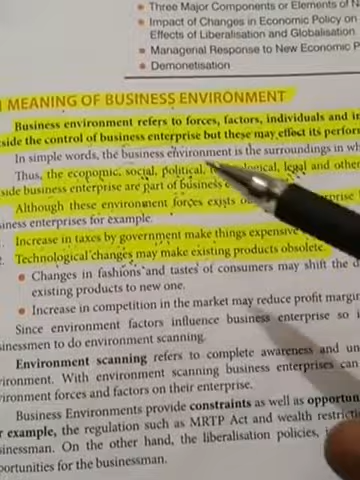 Three Major Components or Elements of
Impact of Changes in Economic Policy on
Effects of Liberalisation and Globalisation
Managerial Response to New Economic P
Demonetisation
MEANING OF BUSINESS ENVIRONMENT
Business environment refers to forces, factors, individuals and in
side the control of business enterprise but these may effect its perfor
In simple words, the business environment is the surroundings in wh
Thus, the economic, social, political, legal and other
side business enterprise are part of business
Although these environment forces exists
iness enterprises for example.
Increase in taxes by government make things expensive
2. Technological changes may make existing products obsolete.
Changes in fashions and tastes of consumers may shift the d
existing products to new one.
Increase in competition in the market may reduce profit margin
Since environment factors influence business enterprise so i
sinessmen to do environment scanning.
Environment scanning refers to complete awareness and un
vironment. With environment scanning business enterprises can
vironment forces and factors on their enterprise.
Business Environments provide constraints as well as opportun
r example, the regulation such as MRTP Act and wealth restricti
sinessman. On the other hand, the liberalisation policies,
portunities for the businessman.